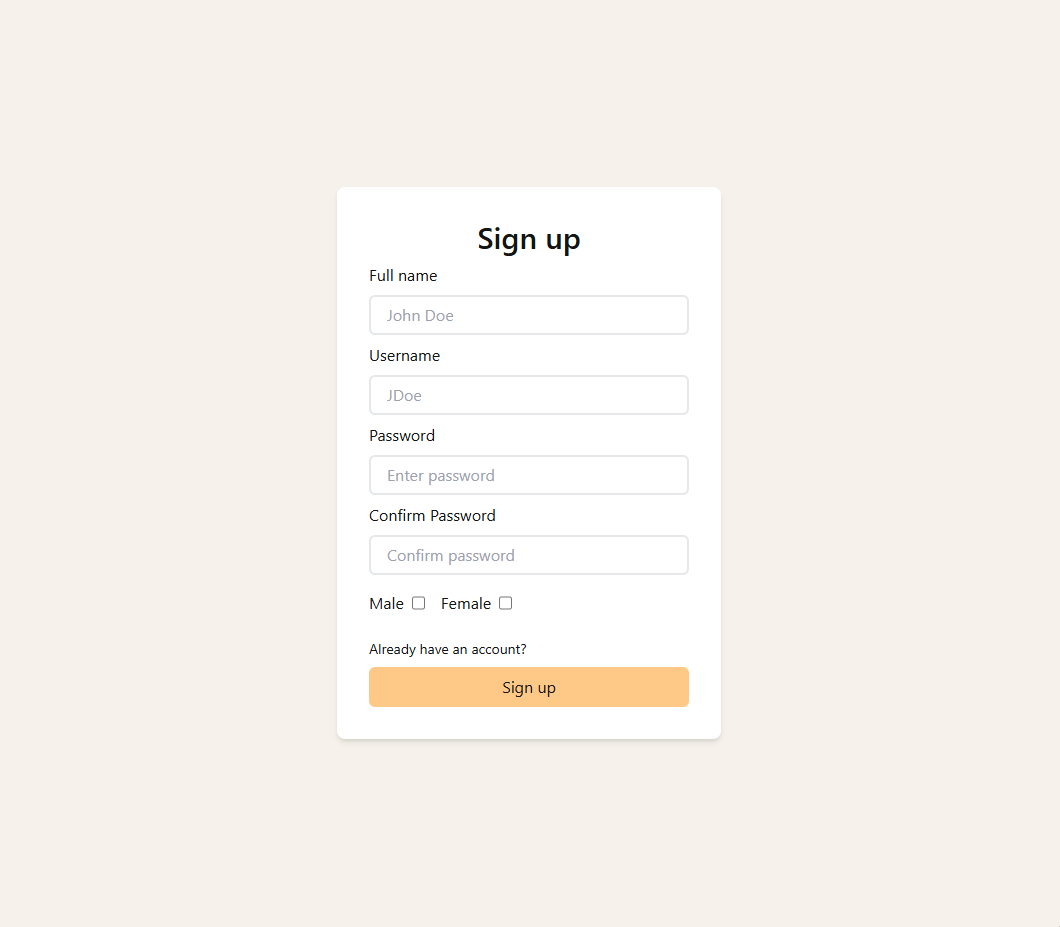 Sign up
Full name
John Doe
Username
JDoe
Password
Enter password
Confirm Password
Confirm password
Male Female
Already have an account?
Sign up